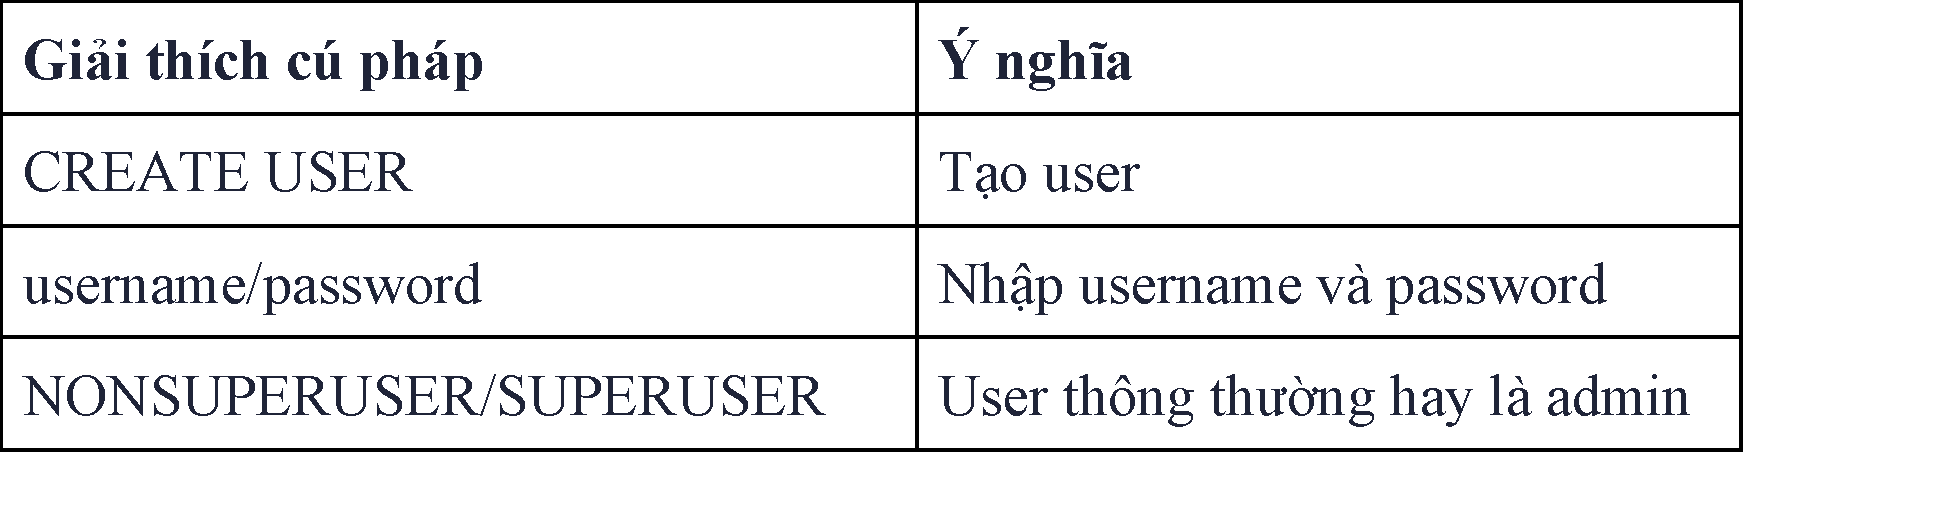 Giải thích cú pháp
Ý nghĩa
CREATE USER
Tạo user
username/password
Nhập username và password
NONSUPERUSER/SUPERUSER
User thông thường hay là admin